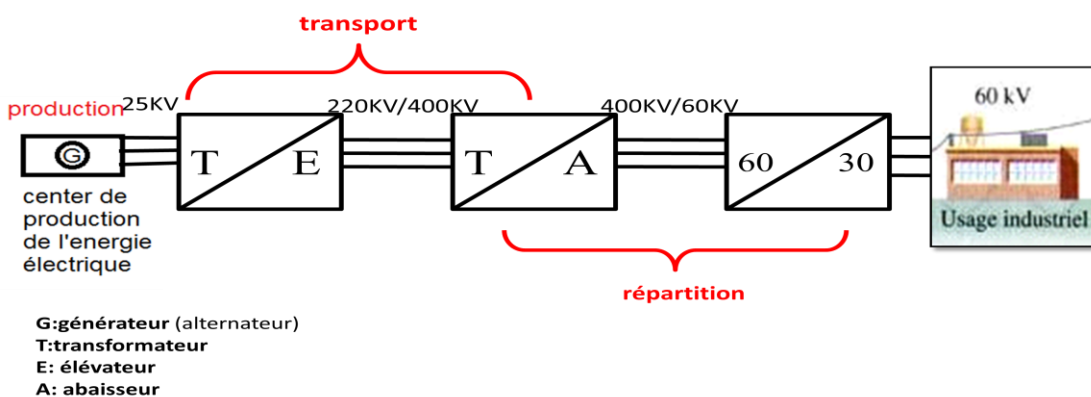 transport
production 25KV 220KV/400KV 400KV/60KV 60 kV
G T E T A 60 30
center de
production
de l'energie
électrique
Usage industriel
répartition
G:générateur (alternateur)
T:transformateur
E: élévateur
A: abaisseur